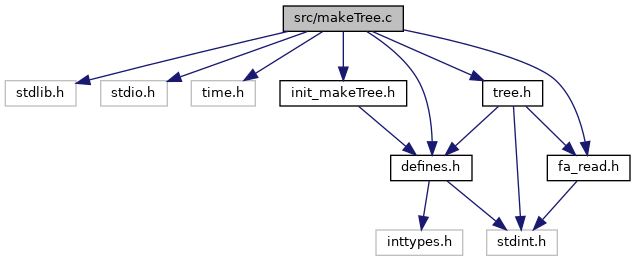 src/makeTree.c
stdlib.h
stdio.h
time.h
init_makeTree.h
tree.h
defines.h
fa_read.h
inttypes.h
stdint.h